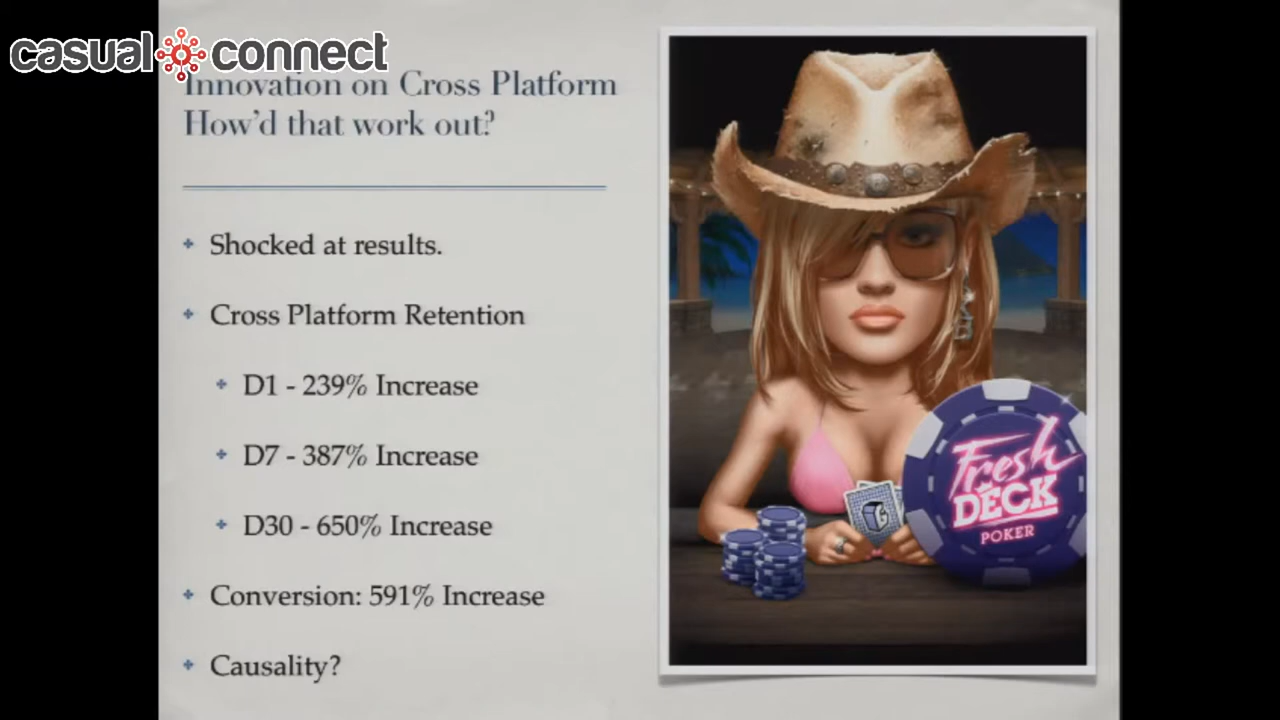 casual connect
Innovation on Cross Platform
How'd that work out?
Shocked at results.
Cross Platform Retention
D1 - 239% Increase
D7 - 387% Increase
D30 - 650% Increase
Conversion: 591% Increase
Causality?
Fresh
DECK
POKER